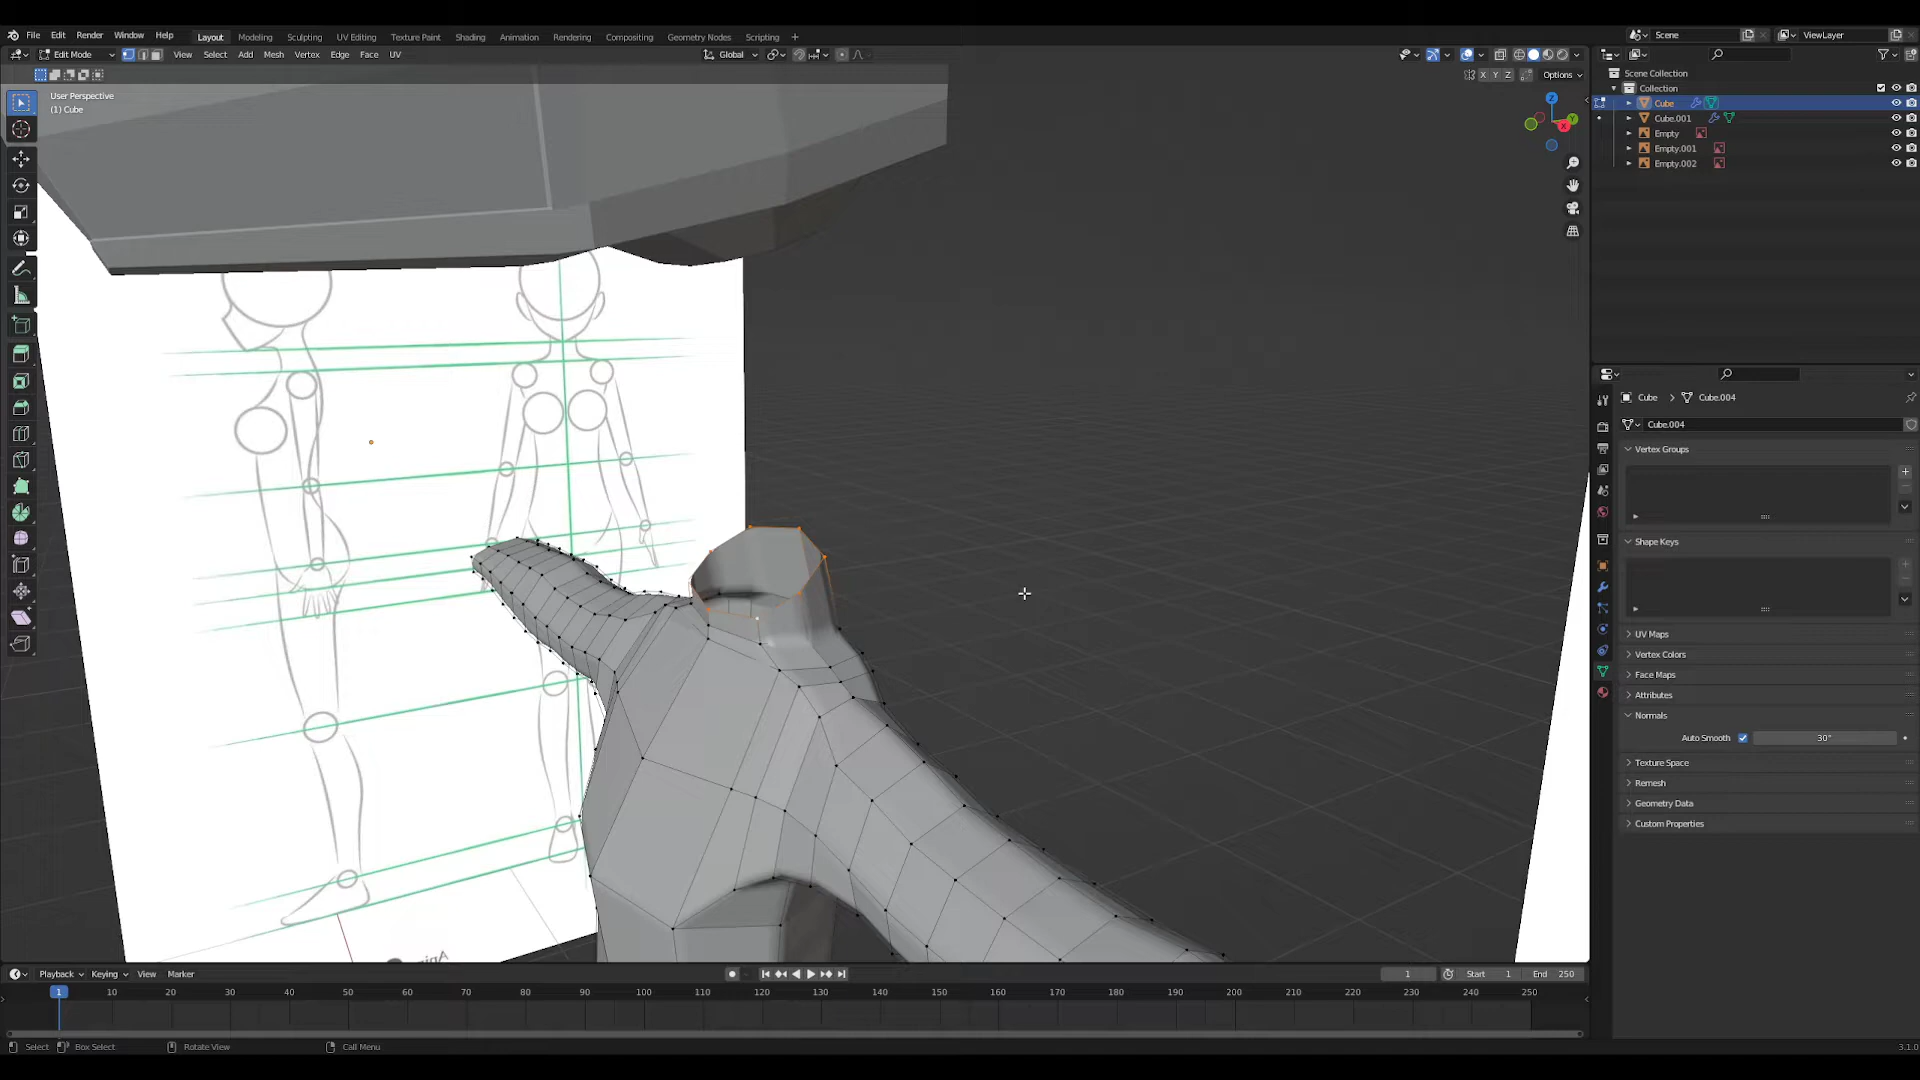 File Edit Render Window Help Layout Modeling Sculpting UV Editing Texture Paint Shading Animation Rendering Compositing Geometry Nodes Scripting + Scene ViewLayer
Edit Mode View Select Add Mesh Vertex Edge Face UV Global
X Y Z Options
User Perspective
(1) Cube
Z
Y
X
Scene Collection
Collection
Cube
Cube.001
Empty
Empty.001
Empty.002
Cube > Cube.004
Cube.004
Vertex Groups
Shape Keys
UV Maps
Vertex Colors
Face Maps
Attributes
Normals
Auto Smooth 30°
Texture Space
Remesh
Geometry Data
Custom Properties
Playback Keying View Marker 1 Start 1 End 250
1 10 20 30 40 50 60 70 80 90 100 110 120 130 140 150 160 170 180 190 200 210 220 230 240 250
Select Box Select Rotate View Call Menu 3.1.0